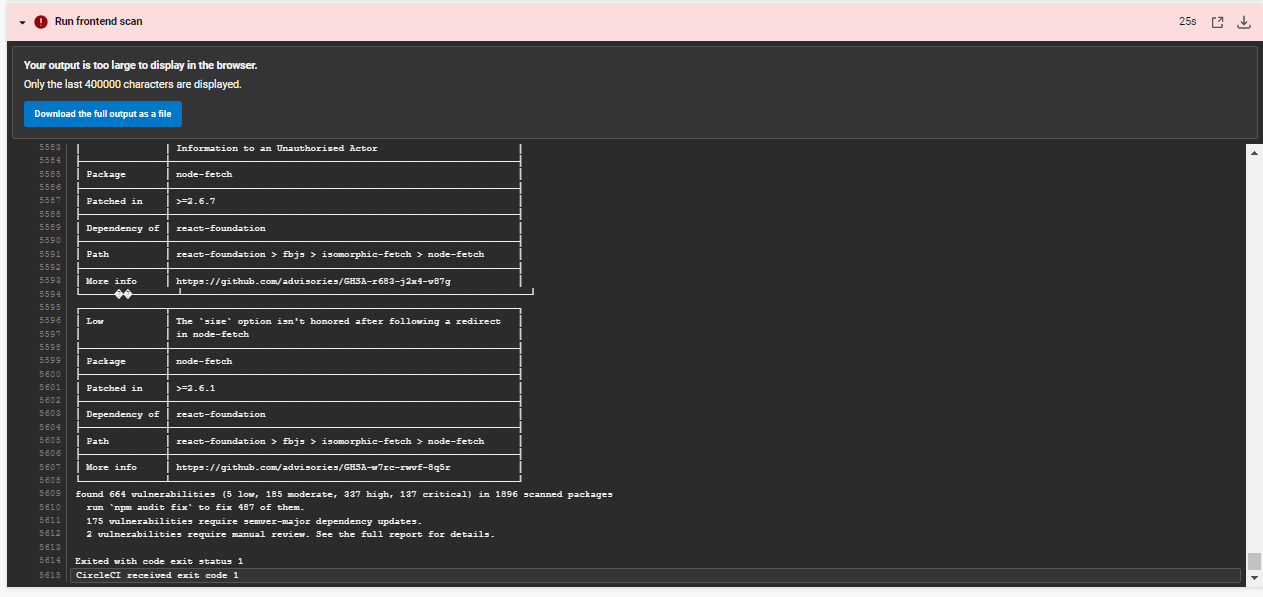 Run frontend scan
25s
Your output is too large to display in the browser.
Only the last 400000 characters are displayed.
Download the full output as a file
5583 | | Information to an Unauthorized Actor |
5584
5585 | Package | node-fetch |
5586
5587 | Patched in | >=2.6.7 |
5588
5589 | Dependency of | react-foundation |
5590
5591 | Path | react-foundation > fbjs > isomorphic-fetch > node-fetch |
5592
5593 | More info | https://github.com/advisories/GHSA-r683-j2x4-v87g |
5594 ��
5595
5596 | Low | The `size` option isn't honored after following a redirect |
5597 | | in node-fetch |
5598
5599 | Package | node-fetch |
5600
5601 | Patched in | >=2.6.1 |
5602
5603 | Dependency of | react-foundation |
5604
5605 | Path | react-foundation > fbjs > isomorphic-fetch > node-fetch |
5606
5607 | More info | https://github.com/advisories/GHSA-w7rc-rwvf-8q5r |
5608
5609 found 664 vulnerabilities (5 low, 185 moderate, 337 high, 137 critical) in 1896 scanned packages
5610 run `npm audit fix` to fix 487 of them.
5611 175 vulnerabilities require semver-major dependency updates.
5612 2 vulnerabilities require manual review. See the full report for details.
5613
5614 Exited with code exit status 1
5615 CircleCI received exit code 1